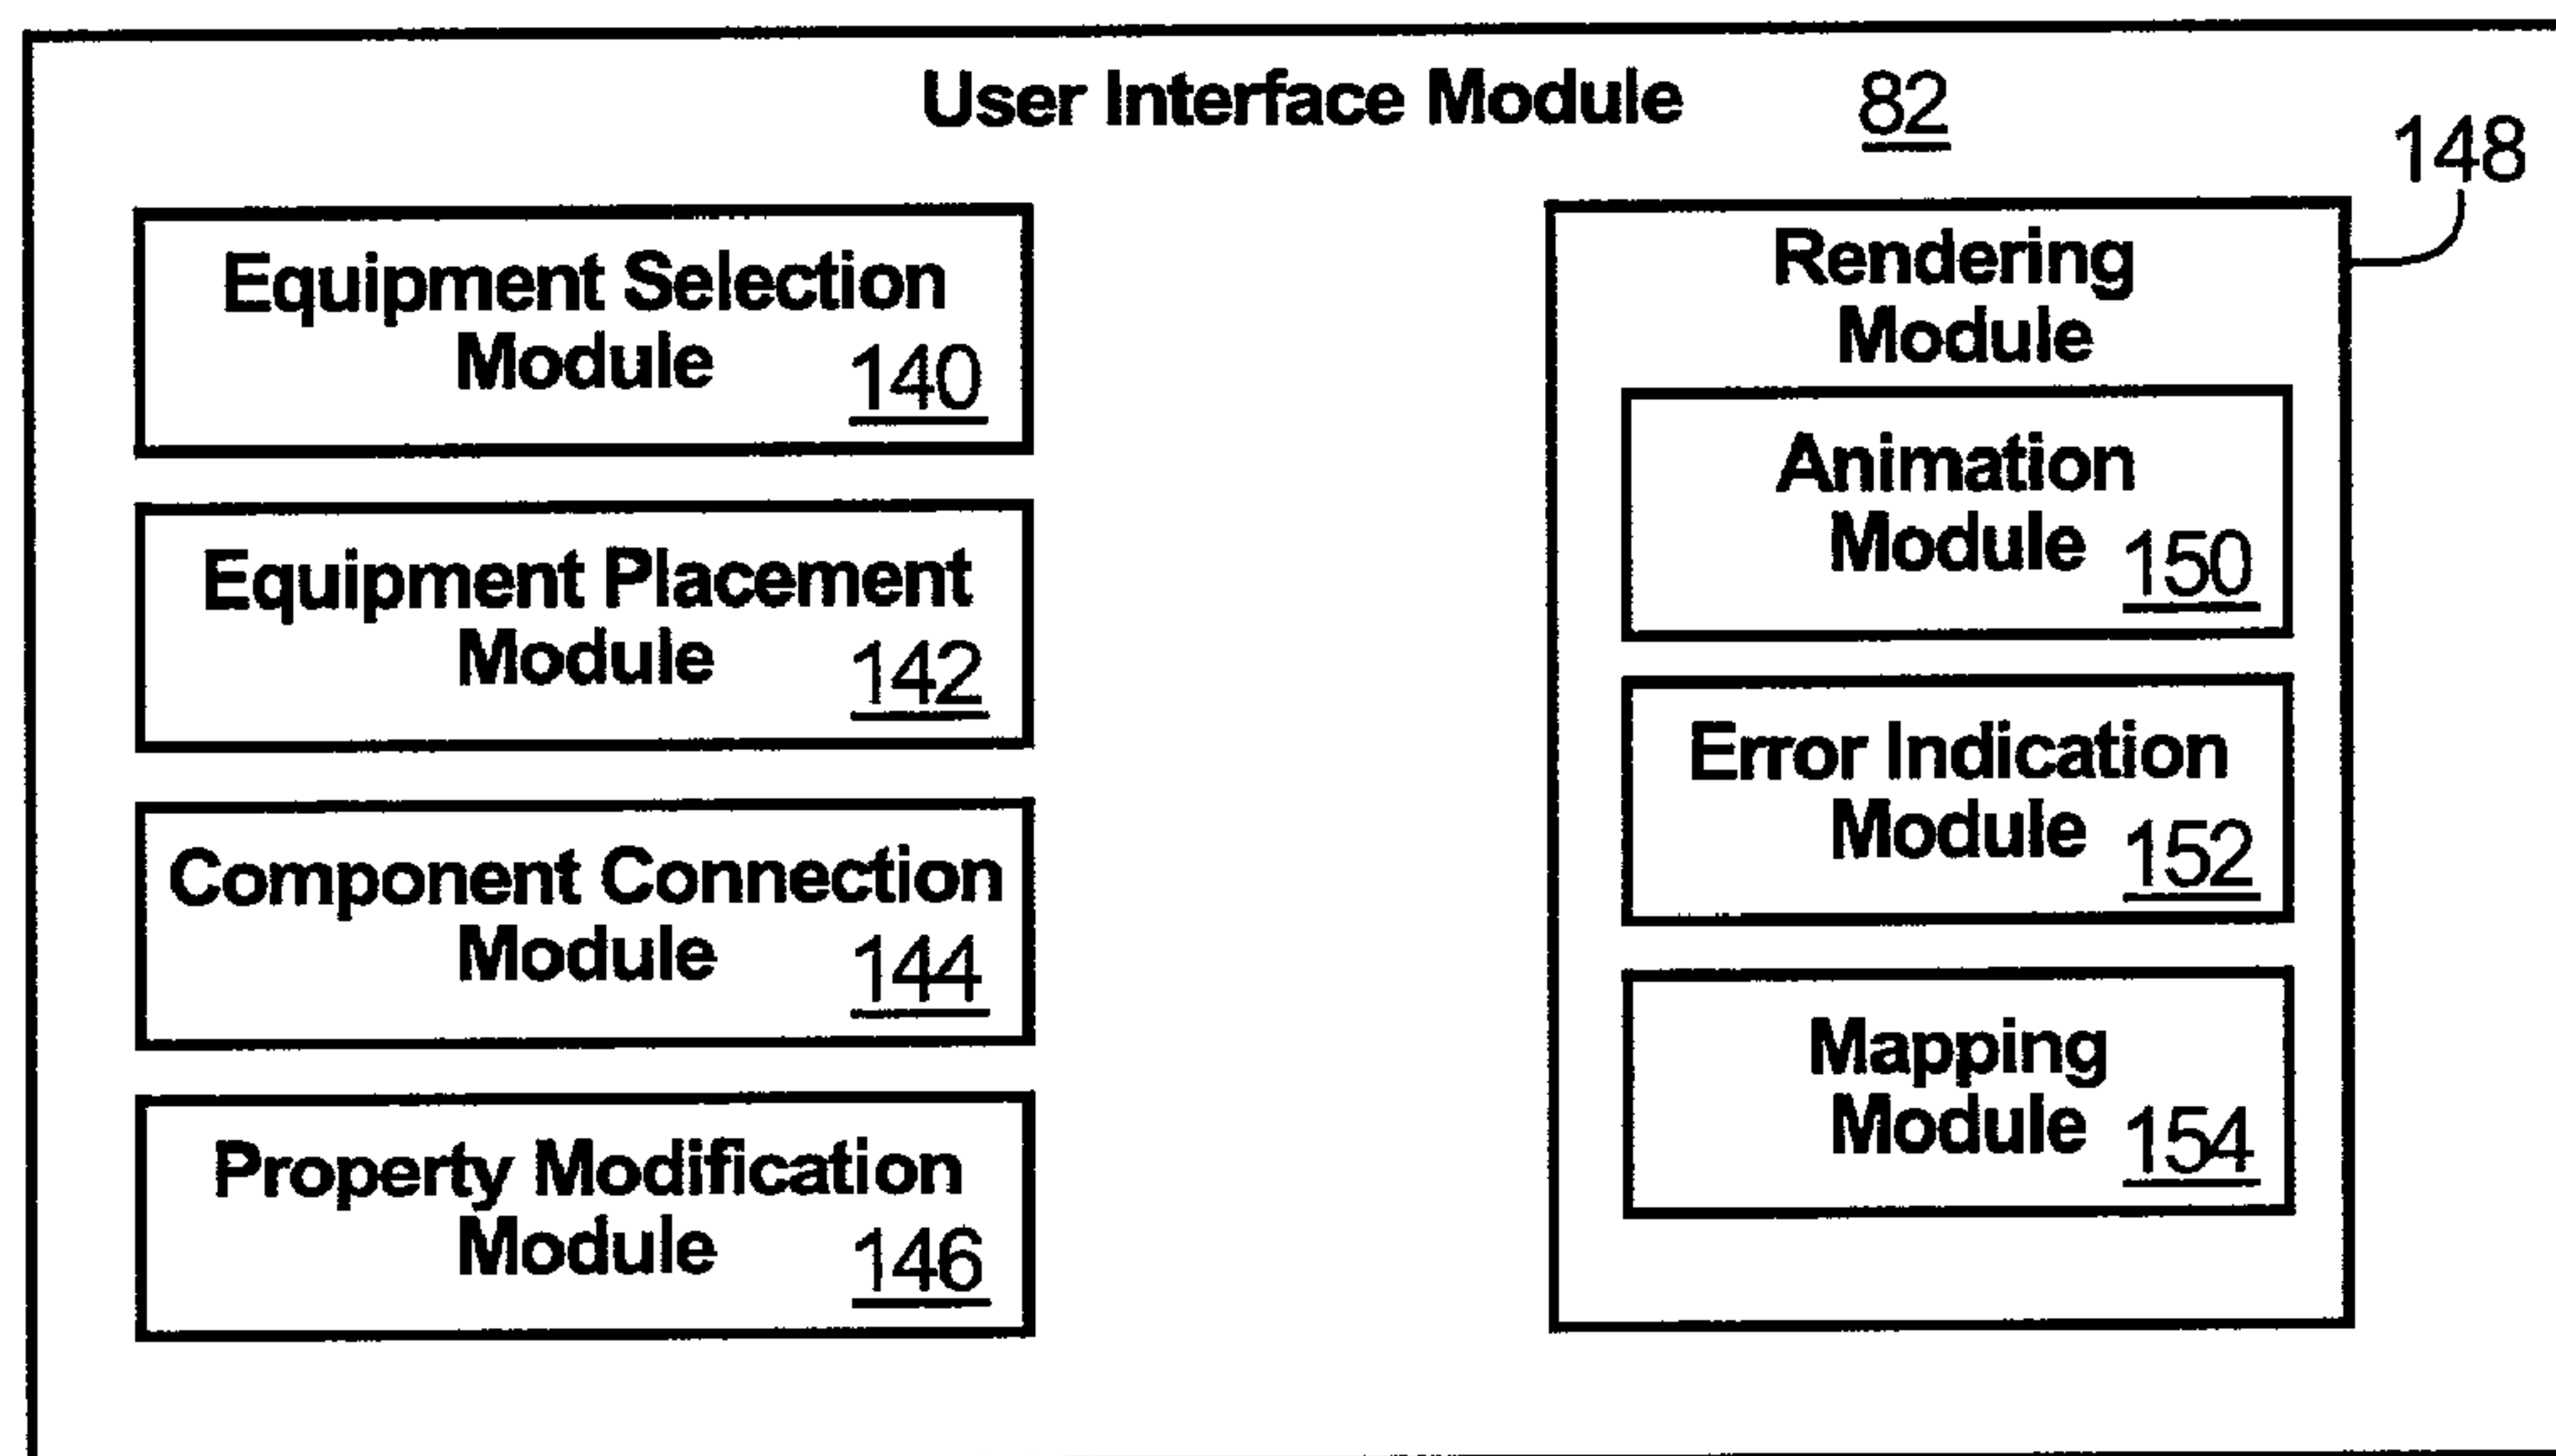 User Interface Module 82
148
Equipment Selection
Module 140
Equipment Placement
Module 142
Component Connection
Module 144
Property Modification
Module 146
Rendering
Module
Animation
Module 150
Error Indication
Module 152
Mapping
Module 154